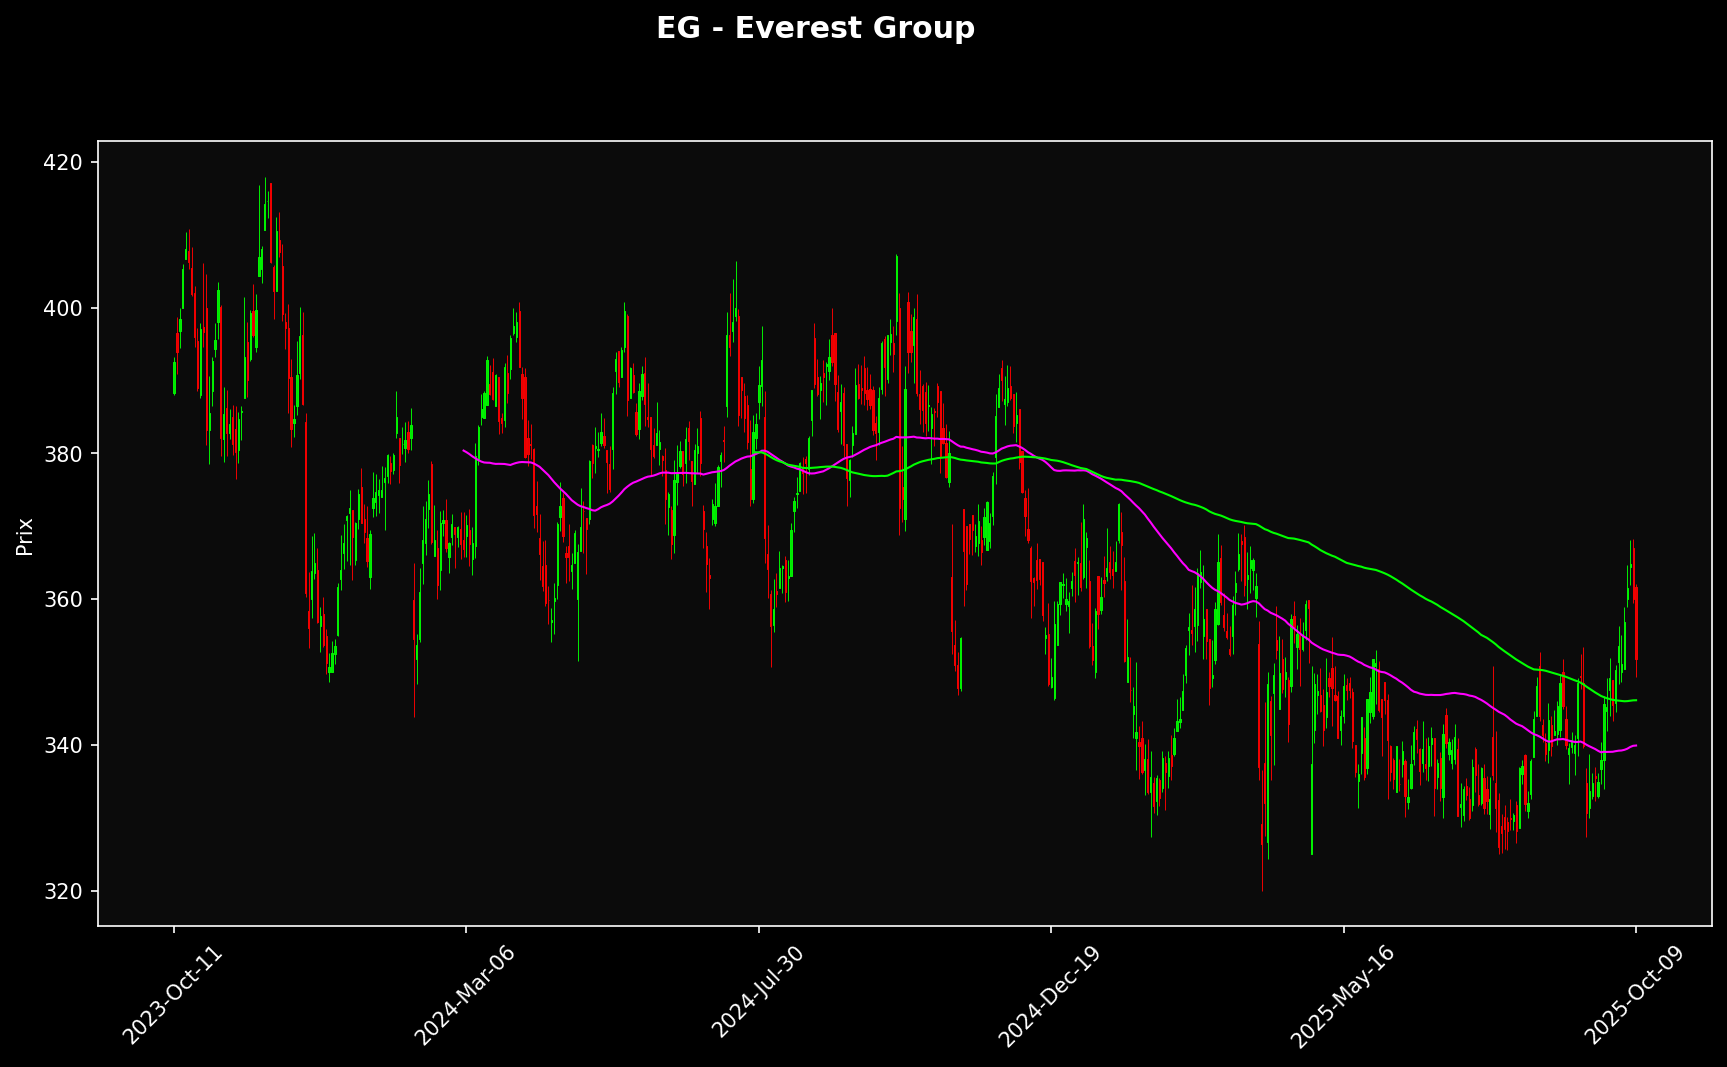 EG - Everest Group
Prix
420
400
380
360
340
320
2023-Oct-11
2024-Mar-06
2024-Jul-30
2024-Dec-19
2025-May-16
2025-Oct-09